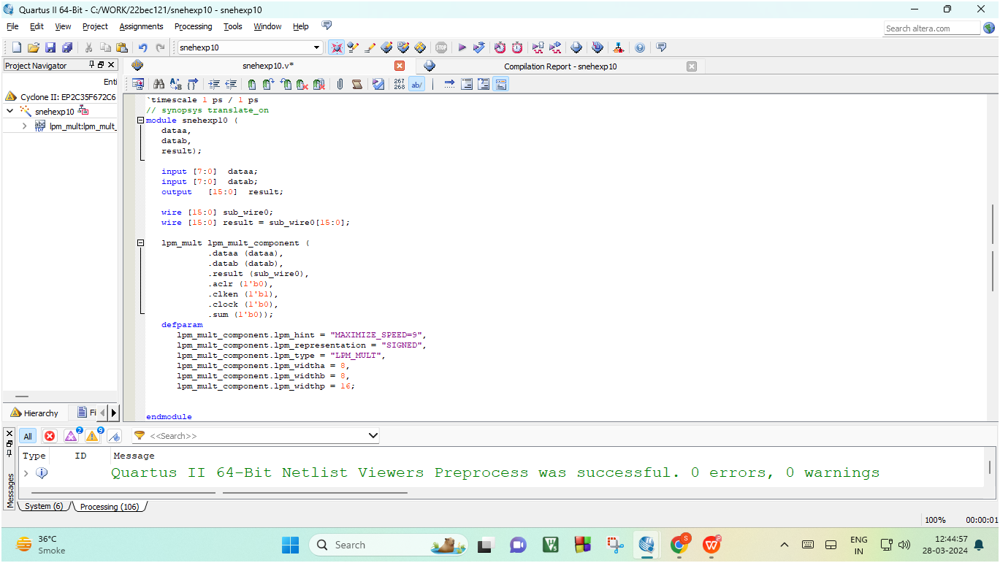 Quartus II 64-Bit - C:/WORK/22bec121/snehexp10 - snehexp10
File Edit View Project Assignments Processing Tools Window Help
Search altera.com
snehexp10
STOP
Project Navigator
snehexp10.v*
Compilation Report - snehexp10
Enti
267
268
ab/
Cyclone II: EP2C35F672C6
snehexp10
lpm_mult:lpm_mult_
`timescale 1 ps / 1 ps
// synopsys translate_on
module snehexp10 (
dataa,
datab,
result);
input [7:0] dataa;
input [7:0] datab;
output [15:0] result;
wire [15:0] sub_wire0;
wire [15:0] result = sub_wire0[15:0];
lpm_mult lpm_mult_component (
.dataa (dataa),
.datab (datab),
.result (sub_wire0),
.aclr (1'b0),
.clken (1'b1),
.clock (1'b0),
.sum (1'b0));
defparam
lpm_mult_component.lpm_hint = "MAXIMIZE_SPEED=9",
lpm_mult_component.lpm_representation = "SIGNED",
lpm_mult_component.lpm_type = "LPM_MULT",
lpm_mult_component.lpm_widtha = 8,
lpm_mult_component.lpm_widthb = 8,
lpm_mult_component.lpm_widthp = 16;
endmodule
Hierarchy
Fi
All
2
9
<<Search>>
Type ID Message
Quartus II 64-Bit Netlist Viewers Preprocess was successful. 0 errors, 0 warnings
Messages
System (6)
Processing (106)
100% 00:00:01
36°C
Smoke
Search
ENG
IN
12:44:57
28-03-2024